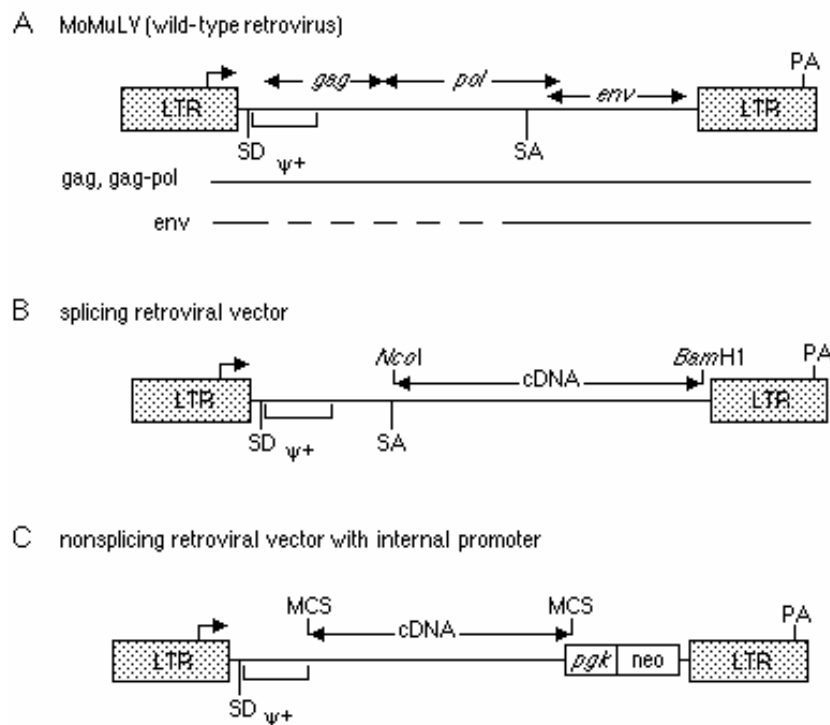 A MoMuLV (wild-type retrovirus)
gag pol env PA
LTR LTR
SD ψ+ SA
gag, gag-pol
env
B splicing retroviral vector
NcoI cDNA BamH1 PA
LTR LTR
SD ψ+ SA
C nonsplicing retroviral vector with internal promoter
MCS cDNA MCS PA
LTR pgk neo LTR
SD ψ+